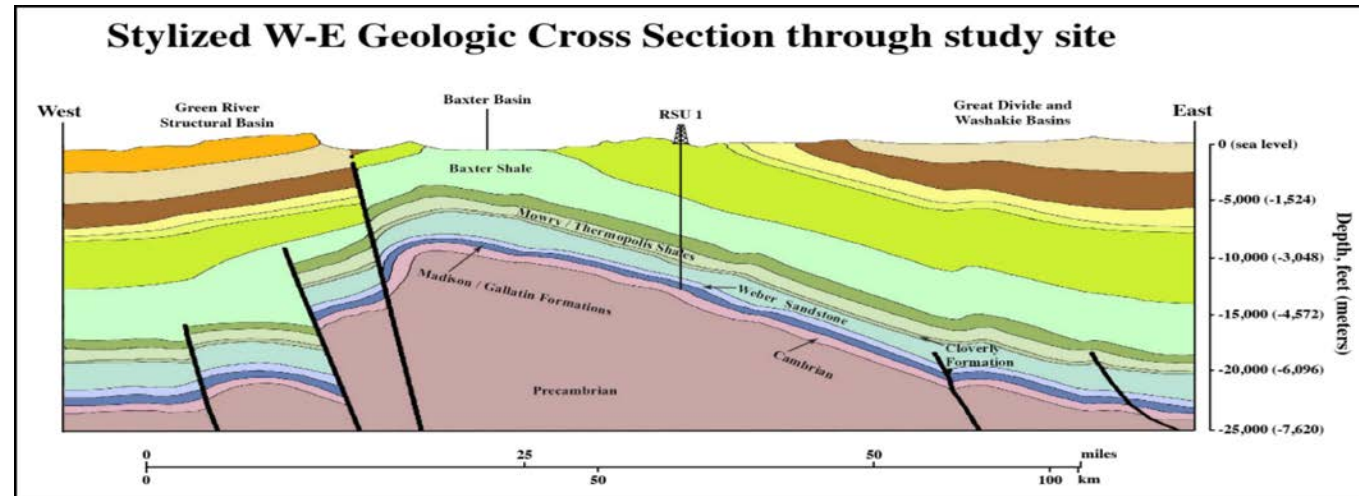 Stylized W-E Geologic Cross Section through study site
West
Green River
Structural Basin
Baxter Basin
RSU 1
Great Divide and
Washakie Basins
East
0 (sea level)
Baxter Shale
-5,000 (-1,524)
Mowry / Thermopolis Shales
-10,000 (-3,048)
Madison / Gallatin Formations
Weber Sandstone
-15,000 (-4,572)
Cloverly
Formation
Cambrian
-20,000 (-6,096)
Precambrian
-25,000 (-7,620)
Depth, feet (meters)
0 25 50 miles
0 50 100 km